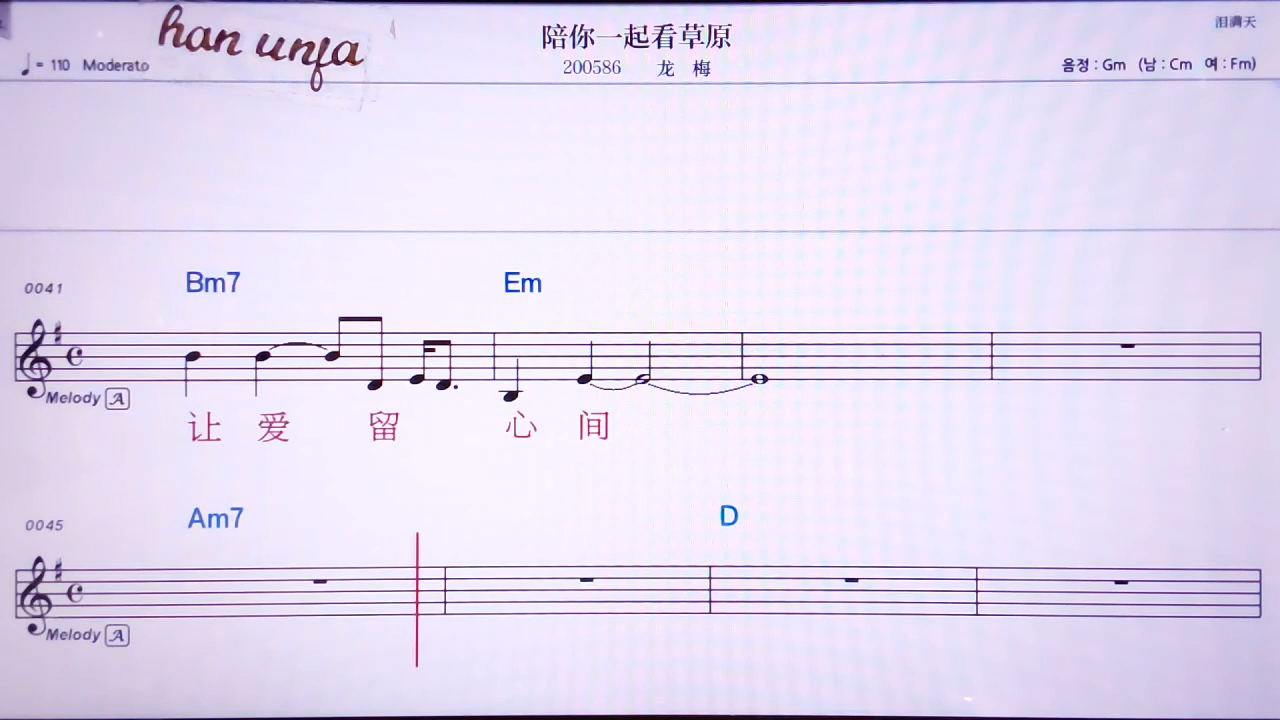 han unfa
陪你一起看草原
泪满天
♩= 110 Moderato
200586 龙 梅
음정 : Gm (남 : Cm 여 : Fm)
0041 Bm7 Em
Melody A
让 爱 留 心 间
0045 Am7 D
Melody A